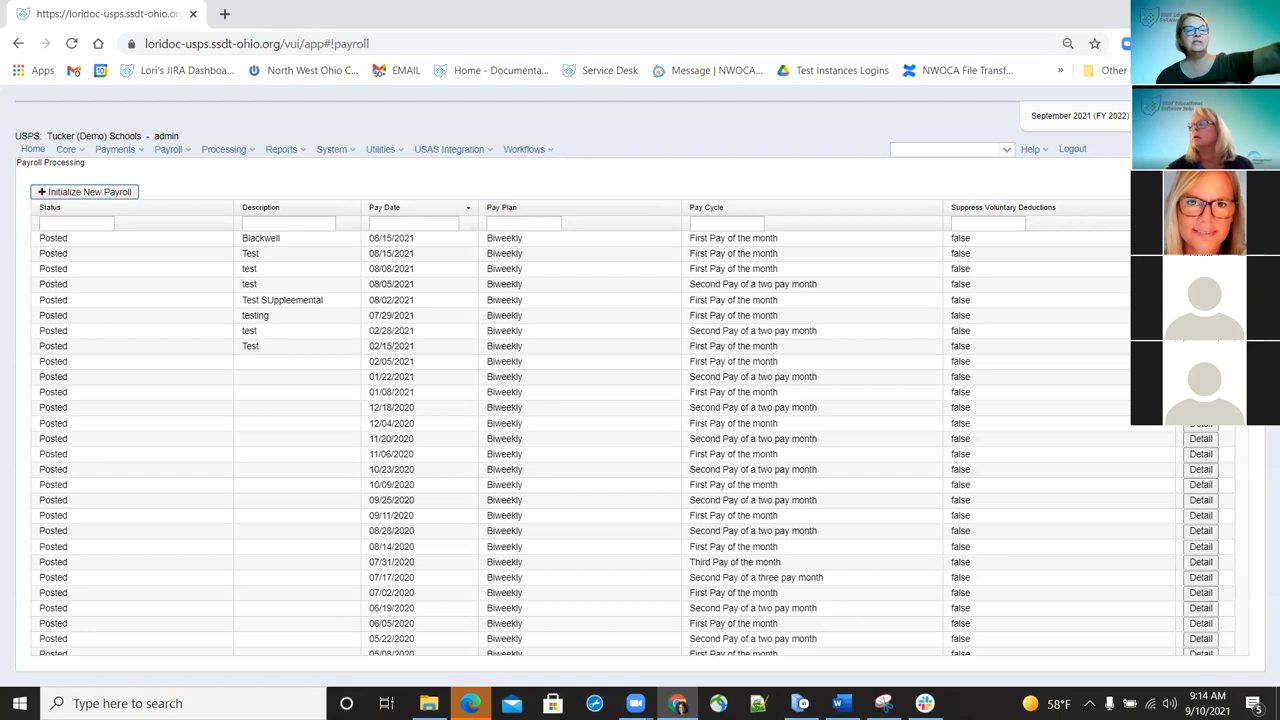 https://loridoc-usps.ssdt-ohio.org
loridoc-usps.ssdt-ohio.org/vui/app#!payroll
Apps Lori's JIRA Dashboa... North West Ohio C... EMAIL Home - Documenta... Service Desk Message | NWOCA... Test Instances Logins NWOCA File Transf... » Other
September 2021 (FY 2022)
USPS: Tucker (Demo) Schools - admin
Home Core Payments Payroll Processing Reports System Utilities USAS Integration Workflows Help Logout
Payroll Processing
Initialize New Payroll
Status Description Pay Date Pay Plan Pay Cycle Suppress Voluntary Deductions
Posted Blackwell 08/15/2021 Biweekly First Pay of the month false
Posted Test 08/15/2021 Biweekly First Pay of the month false
Posted test 08/08/2021 Biweekly First Pay of the month false
Posted test 08/05/2021 Biweekly Second Pay of a two pay month false
Posted Test SUppleemental 08/02/2021 Biweekly First Pay of the month false
Posted testing 07/29/2021 Biweekly First Pay of the month false
Posted test 02/28/2021 Biweekly Second Pay of a two pay month false
Posted Test 02/15/2021 Biweekly First Pay of the month false
Posted 02/05/2021 Biweekly First Pay of the month false
Posted 01/22/2021 Biweekly Second Pay of a two pay month false
Posted 01/08/2021 Biweekly First Pay of the month false
Posted 12/18/2020 Biweekly Second Pay of a two pay month false
Posted 12/04/2020 Biweekly First Pay of the month false Detail
Posted 11/20/2020 Biweekly Second Pay of a two pay month false Detail
Posted 11/06/2020 Biweekly First Pay of the month false Detail
Posted 10/23/2020 Biweekly Second Pay of a two pay month false Detail
Posted 10/09/2020 Biweekly First Pay of the month false Detail
Posted 09/25/2020 Biweekly Second Pay of a two pay month false Detail
Posted 09/11/2020 Biweekly First Pay of the month false Detail
Posted 08/28/2020 Biweekly Second Pay of a two pay month false Detail
Posted 08/14/2020 Biweekly First Pay of the month false Detail
Posted 07/31/2020 Biweekly Third Pay of the month false Detail
Posted 07/17/2020 Biweekly Second Pay of a three pay month false Detail
Posted 07/02/2020 Biweekly First Pay of the month false Detail
Posted 06/19/2020 Biweekly Second Pay of a two pay month false Detail
Posted 06/05/2020 Biweekly First Pay of the month false Detail
Posted 05/22/2020 Biweekly Second Pay of a two pay month false Detail
Posted 05/08/2020 Biweekly First Pay of the month false Detail
Type here to search
58°F
9:14 AM
9/10/2021
5